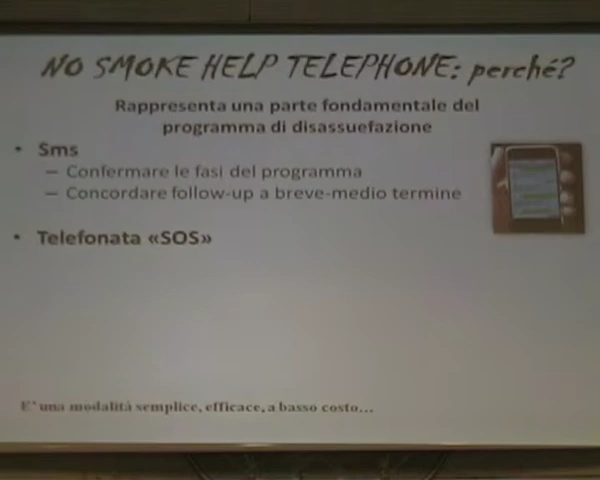 NO SMOKE HELP TELEPHONE: perché?
Rappresenta una parte fondamentale del
programma di disassuefazione
• Sms
– Confermare le fasi del programma
– Concordare follow-up a breve-medio termine
• Telefonata «SOS»
E' una modalità semplice, efficace, a basso costo...